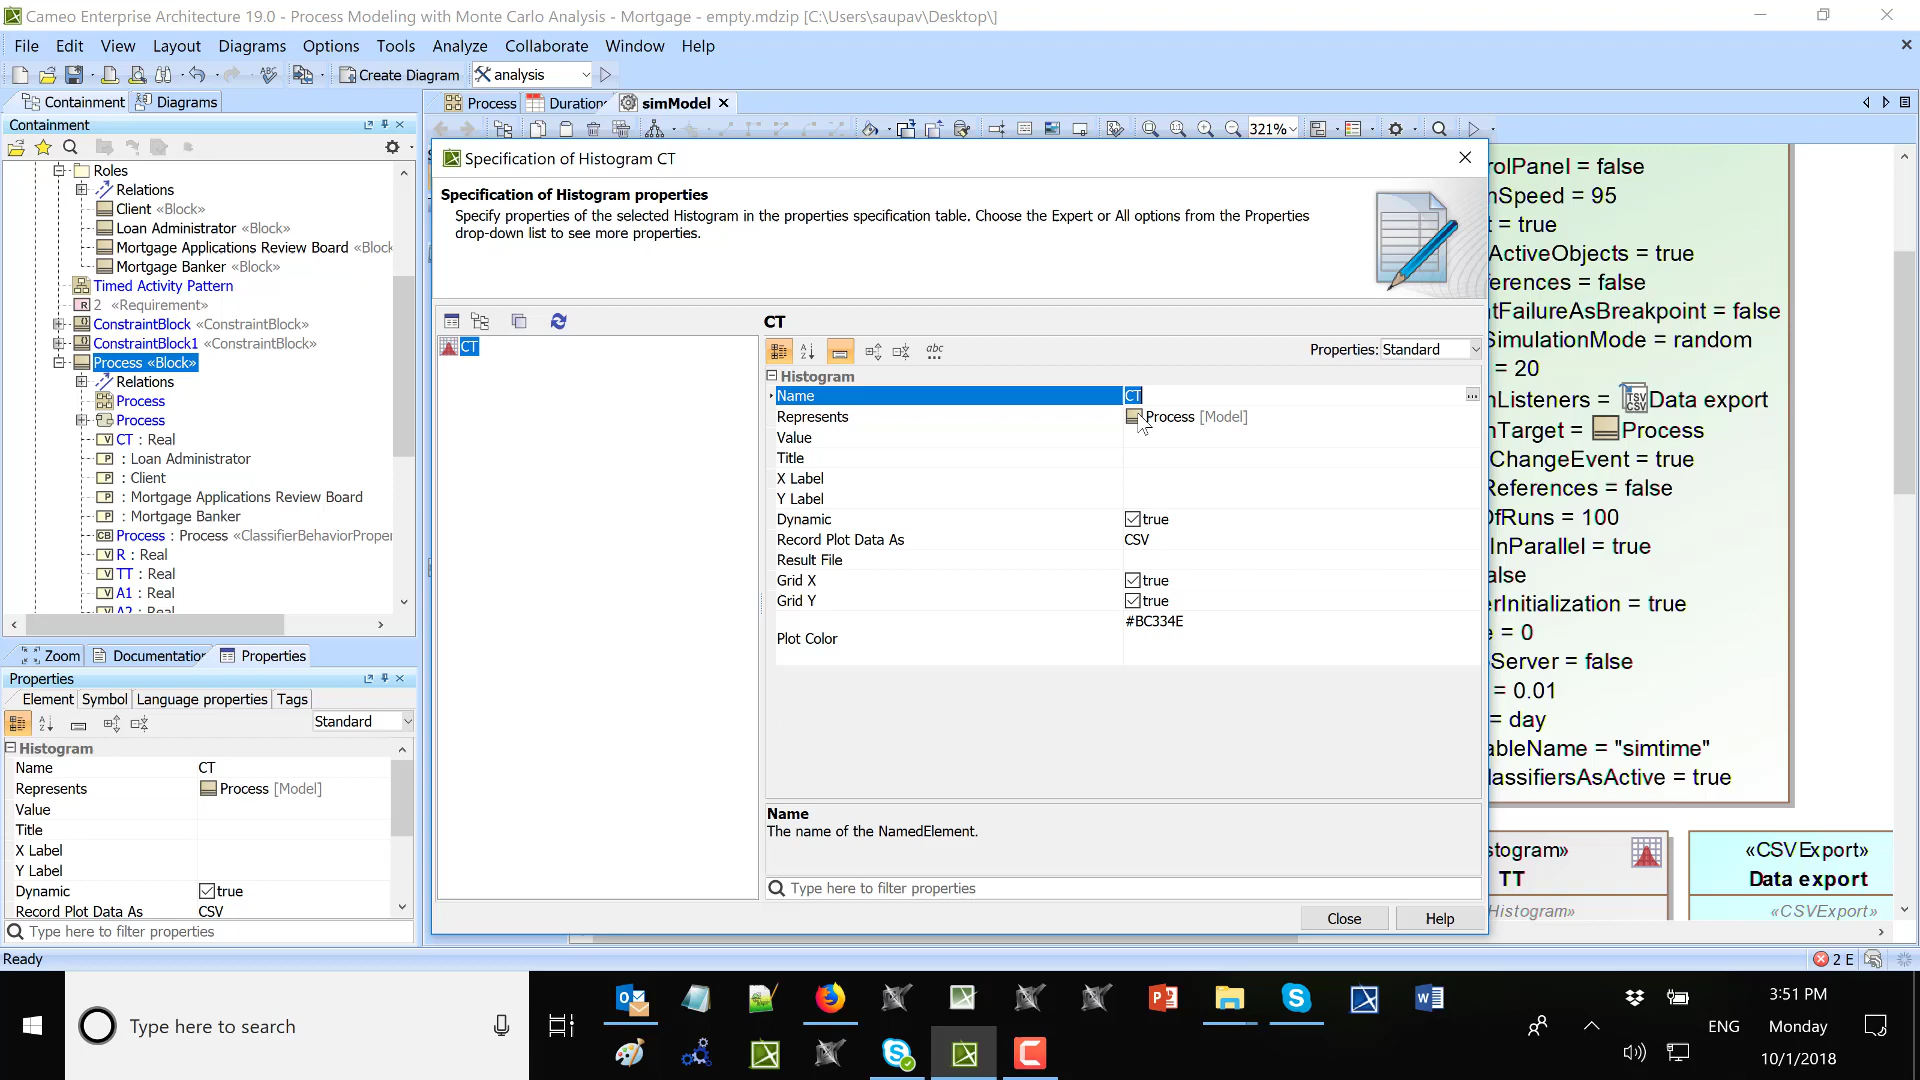 Cameo Enterprise Architecture 19.0 - Process Modeling with Monte Carlo Analysis - Mortgage - empty.mdzip [C:\Users\saupav\Desktop\]
File Edit View Layout Diagrams Options Tools Analyze Collaborate Window Help
Create Diagram analysis
Containment Diagrams
Process Duration simModel
Containment
321%
Roles
Relations
Client «Block»
Loan Administrator «Block»
Mortgage Applications Review Board «Block
Mortgage Banker «Block»
Timed Activity Pattern
R 2 «Requirement»
ConstraintBlock «ConstraintBlock»
ConstraintBlock1 «ConstraintBlock»
Process «Block»
Relations
Process
Process
V CT : Real
P : Loan Administrator
P : Client
P : Mortgage Applications Review Board
P : Mortgage Banker
CB Process : Process «ClassifierBehaviorProper
V R : Real
V TT : Real
V A1 : Real
V A2 : Real
Zoom Documentation Properties
Properties
Element Symbol Language properties Tags
Standard
Histogram
Name CT
Represents Process [Model]
Value
Title
X Label
Y Label
Dynamic true
Record Plot Data As CSV
Type here to filter properties
Ready
2 E
Specification of Histogram CT
Specification of Histogram properties
Specify properties of the selected Histogram in the properties specification table. Choose the Expert or All options from the Properties
drop-down list to see more properties.
CT
CT
Properties: Standard
Histogram
Name CT
Represents Process [Model]
Value
Title
X Label
Y Label
Dynamic true
Record Plot Data As CSV
Result File
Grid X true
Grid Y true
Plot Color #BC334E
Name
The name of the NamedElement.
Type here to filter properties
Close Help
rolPanel = false
nSpeed = 95
t = true
ActiveObjects = true
erences = false
ntFailureAsBreakpoint = false
SimulationMode = random
= 20
nListeners = TSV CSV Data export
nTarget = Process
ChangeEvent = true
References = false
OfRuns = 100
InParallel = true
alse
erInitialization = true
e = 0
Server = false
= 0.01
= day
ableName = "simtime"
lassifiersAsActive = true
stogram»
TT
Histogram»
«CSVExport»
Data export
«CSVExport»
Type here to search
ENG
3:51 PM
Monday
10/1/2018